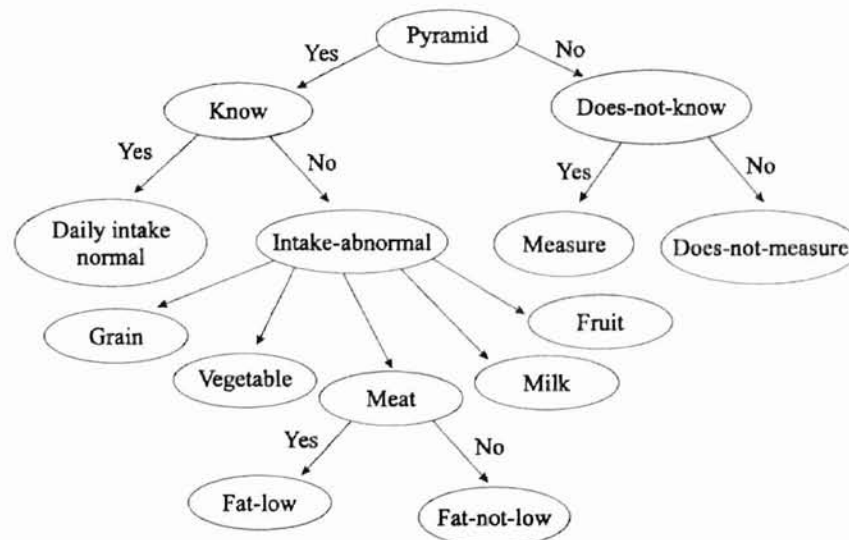 Pyramid
Yes
No
Know
Does-not-know
Yes
No
Yes
No
Daily intake
normal
Intake-abnormal
Measure
Does-not-measure
Grain
Fruit
Vegetable
Meat
Milk
Yes
No
Fat-low
Fat-not-low